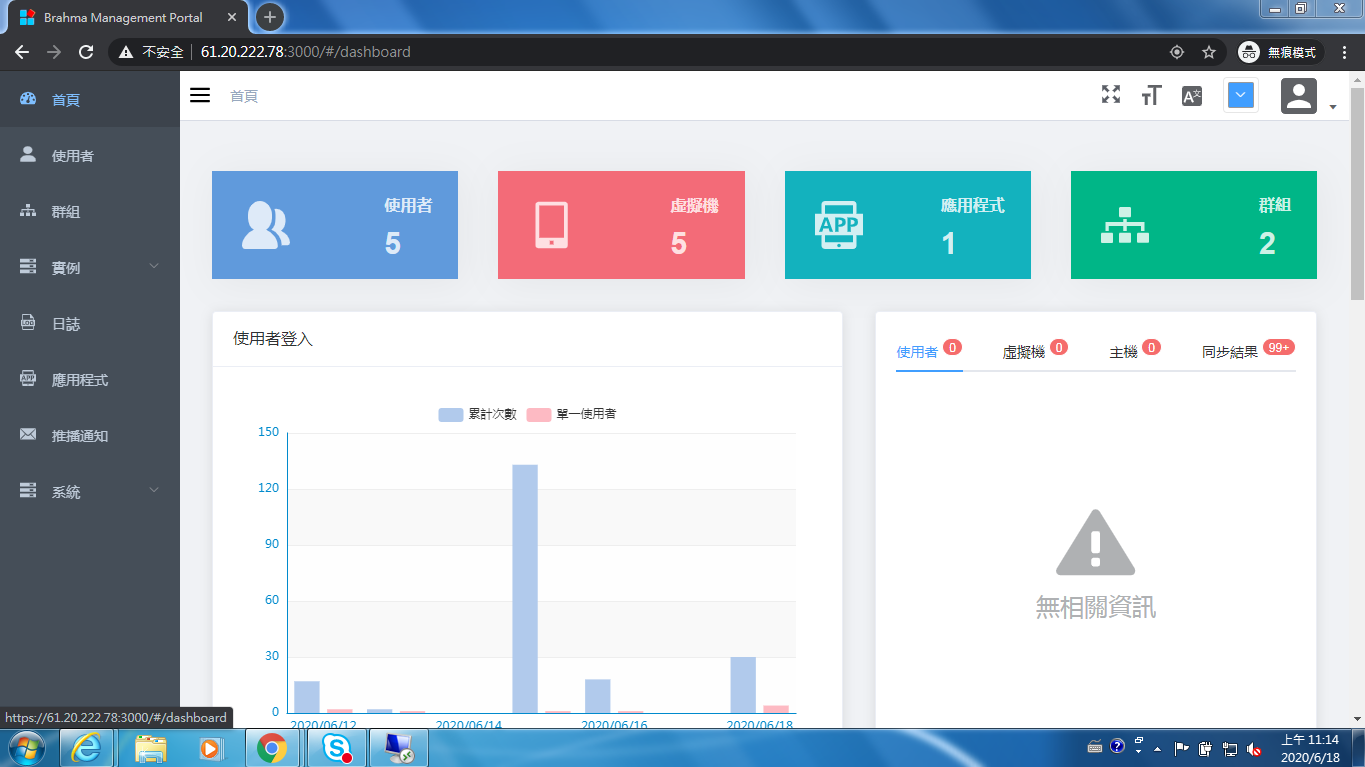 Brahma Management Portal
不安全 61.20.222.78:3000/#/dashboard 無痕模式
首頁
使用者
群組
實例
日誌
應用程式
推播通知
系統
首頁
使用者
5
虛擬機
5
APP
應用程式
1
群組
2
使用者登入
累計次數 單一使用者
150
120
90
60
30
0
2020/06/12 2020/06/14 2020/06/16 2020/06/18
使用者 0 虛擬機 0 主機 0 同步結果 99+
無相關資訊
https://61.20.222.78:3000/#/dashboard
上午 11:14
2020/6/18